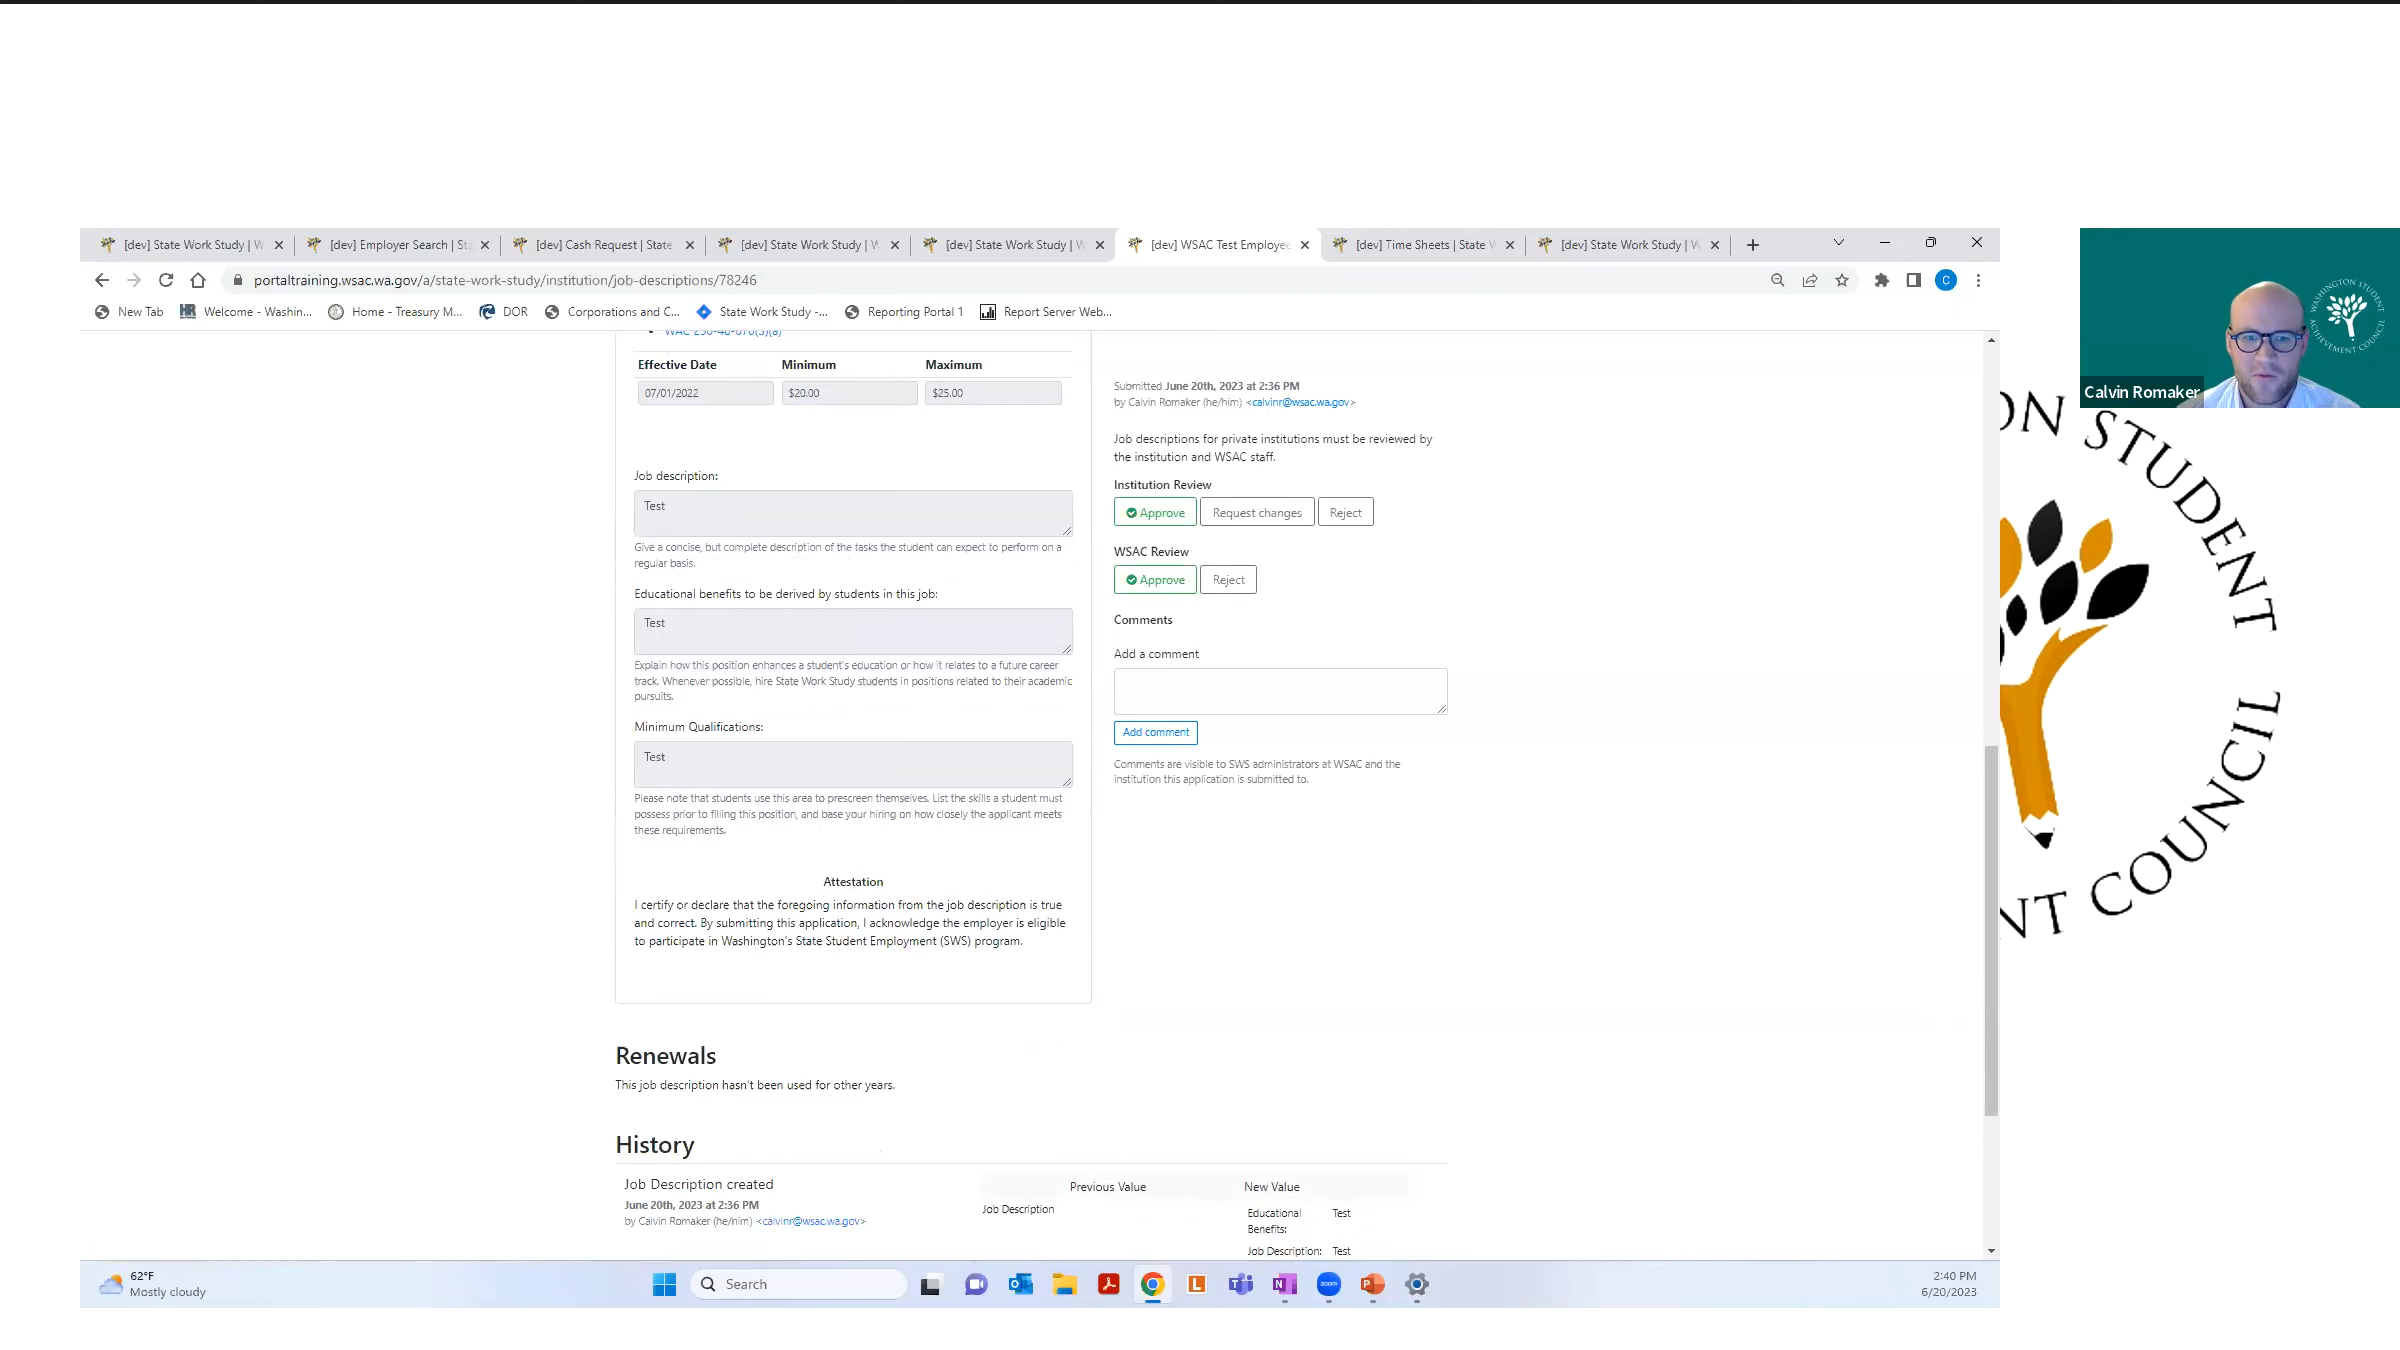 [dev] State Work Study | W
[dev] Employer Search | Sta
[dev] Cash Request | State
[dev] State Work Study | W
[dev] State Work Study | W
[dev] WSAC Test Employee
[dev] Time Sheets | State W
[dev] State Work Study | W
portaltraining.wsac.wa.gov/a/state-work-study/institution/job-descriptions/78246
C
New Tab
HR Welcome - Washin...
Home - Treasury M...
DOR
Corporations and C...
State Work Study -...
Reporting Portal 1
Report Server Web...
Effective Date Minimum Maximum
07/01/2022 $20.00 $25.00
Job description:
Test
Give a concise, but complete description of the tasks the student can expect to perform on a
regular basis.
Educational benefits to be derived by students in this job:
Test
Explain how this position enhances a student's education or how it relates to a future career
track. Whenever possible, hire State Work Study students in positions related to their academic
pursuits.
Minimum Qualifications:
Test
Please note that students use this area to prescreen themselves. List the skills a student must
possess prior to filling this position, and base your hiring on how closely the applicant meets
these requirements.
Attestation
I certify or declare that the foregoing information from the job description is true
and correct. By submitting this application, I acknowledge the employer is eligible
to participate in Washington's State Student Employment (SWS) program.
Submitted June 20th, 2023 at 2:36 PM
by Calvin Romaker (he/him) <calvinr@wsac.wa.gov>
Job descriptions for private institutions must be reviewed by
the institution and WSAC staff.
Institution Review
Approve Request changes Reject
WSAC Review
Approve Reject
Comments
Add a comment
Add comment
Comments are visible to SWS administrators at WSAC and the
institution this application is submitted to.
Renewals
This job description hasn't been used for other years.
History
Job Description created
June 20th, 2023 at 2:36 PM
by Calvin Romaker (he/him) <calvinr@wsac.wa.gov>
Previous Value New Value
Job Description
Educational Test
Benefits:
Job Description: Test
62°F
Mostly cloudy
Search
2:40 PM
6/20/2023
WASHINGTON STUDENT
ACHIEVEMENT COUNCIL
Calvin Romaker
ON STUDENT
NT COUNCIL